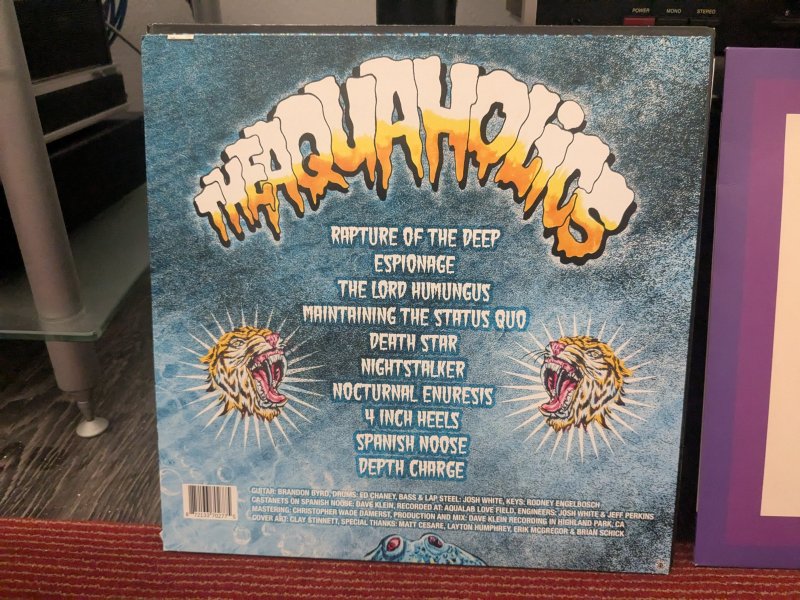 POWER MONO STEREO
THE AQUAHOLiCS
RAPTURE OF THE DEEP
ESPIONAGE
THE LORD HUMUNGUS
MAINTAINING THE STATUS QUO
DEATH STAR
NIGHTSTALKER
NOCTURNAL ENURESIS
4 INCH HEELS
SPANISH NOOSE
DEPTH CHARGE
GUITAR: BRANDON BYRD, DRUMS: ED CHANEY, BASS & LAP STEEL: JOSH WHITE, KEYS: RODNEY ENGELBOSCH
CASTANETS ON SPANISH NOOSE: DAVE KLEIN, RECORDED AT: AQUALAB LOVE FIELD, ENGINEERS: JOSH WHITE & JEFF PERKINS
MASTERING: CHRISTOPHER WADE DAMERST, PRODUCTION AND MIX: DAVE KLEIN RECORDING IN HIGHLAND PARK, CA
COVER ART: CLAY STINNETT, SPECIAL THANKS: MATT CESARE, LAYTON HUMPHREY, ERIK MCGREGOR & BRIAN SCHICK